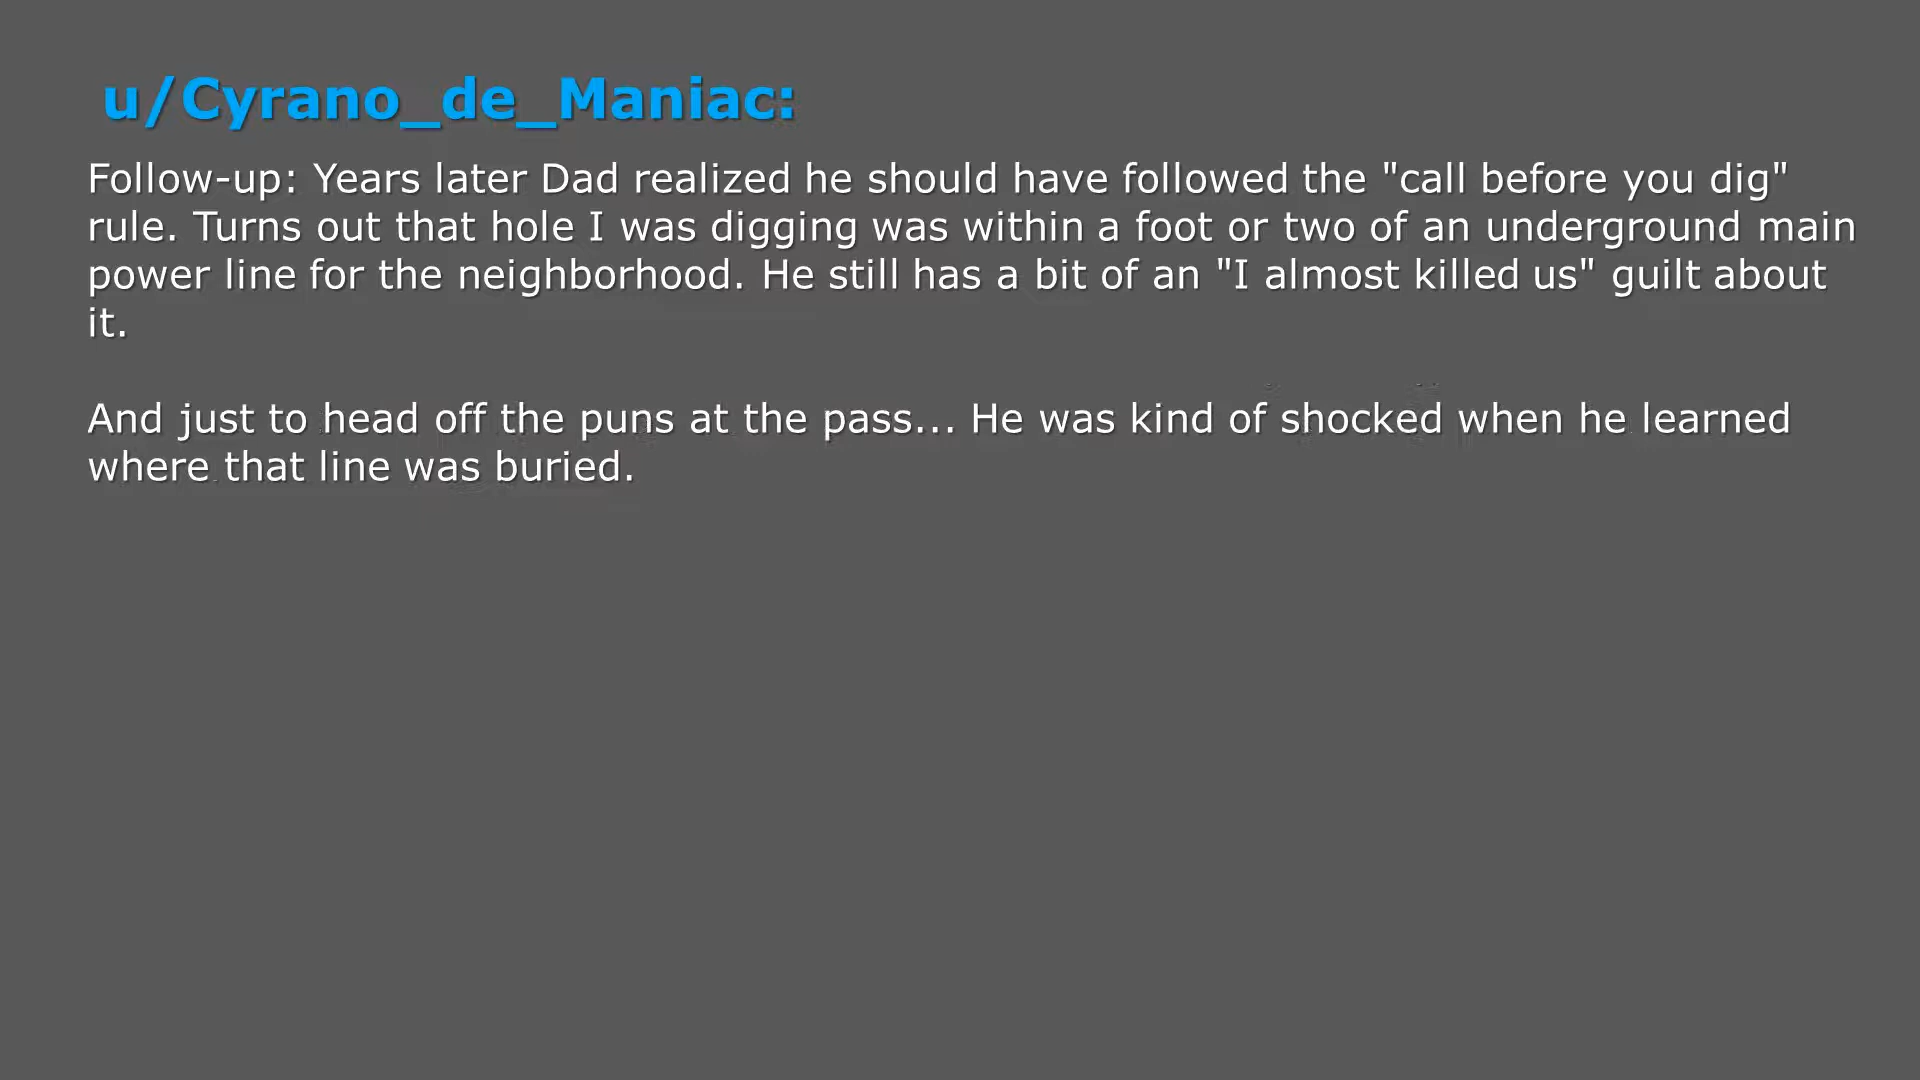 u/Cyrano_de_Maniac:
Follow-up: Years later Dad realized he should have followed the "call before you dig"
rule. Turns out that hole I was digging was within a foot or two of an underground main
power line for the neighborhood. He still has a bit of an "I almost killed us" guilt about
it.
And just to head off the puns at the pass... He was kind of shocked when he learned
where that line was buried.